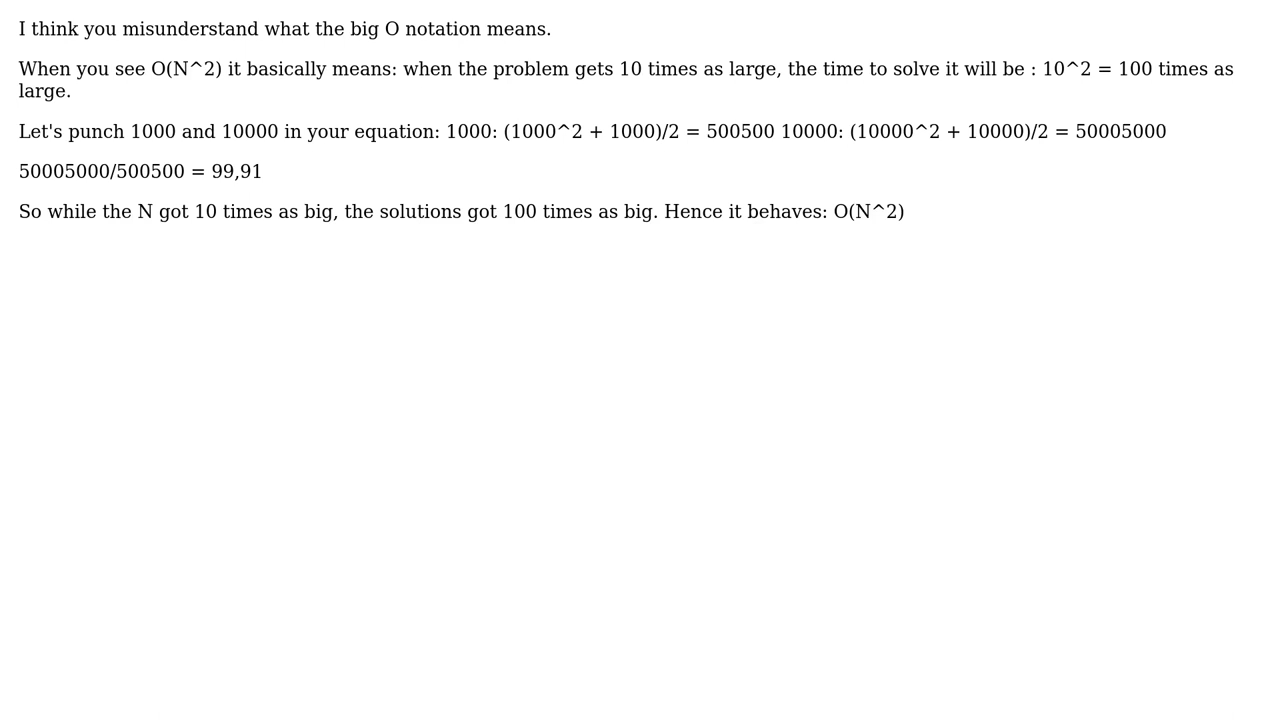 I think you misunderstand what the big O notation means.
When you see O(N^2) it basically means: when the problem gets 10 times as large, the time to solve it will be : 10^2 = 100 times as
large.
Let's punch 1000 and 10000 in your equation: 1000: (1000^2 + 1000)/2 = 500500 10000: (10000^2 + 10000)/2 = 50005000
50005000/500500 = 99,91
So while the N got 10 times as big, the solutions got 100 times as big. Hence it behaves: O(N^2)